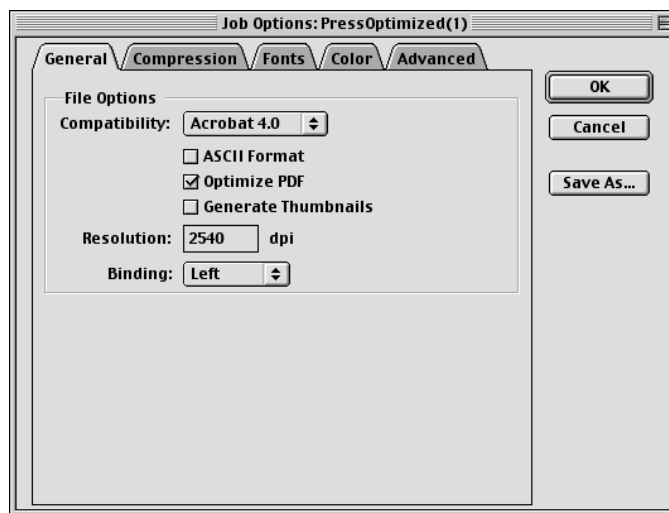 Job Options: PressOptimized(1)
General Compression Fonts Color Advanced
File Options
Compatibility: Acrobat 4.0
ASCII Format
Optimize PDF
Generate Thumbnails
Resolution: 2540 dpi
Binding: Left
OK
Cancel
Save As...